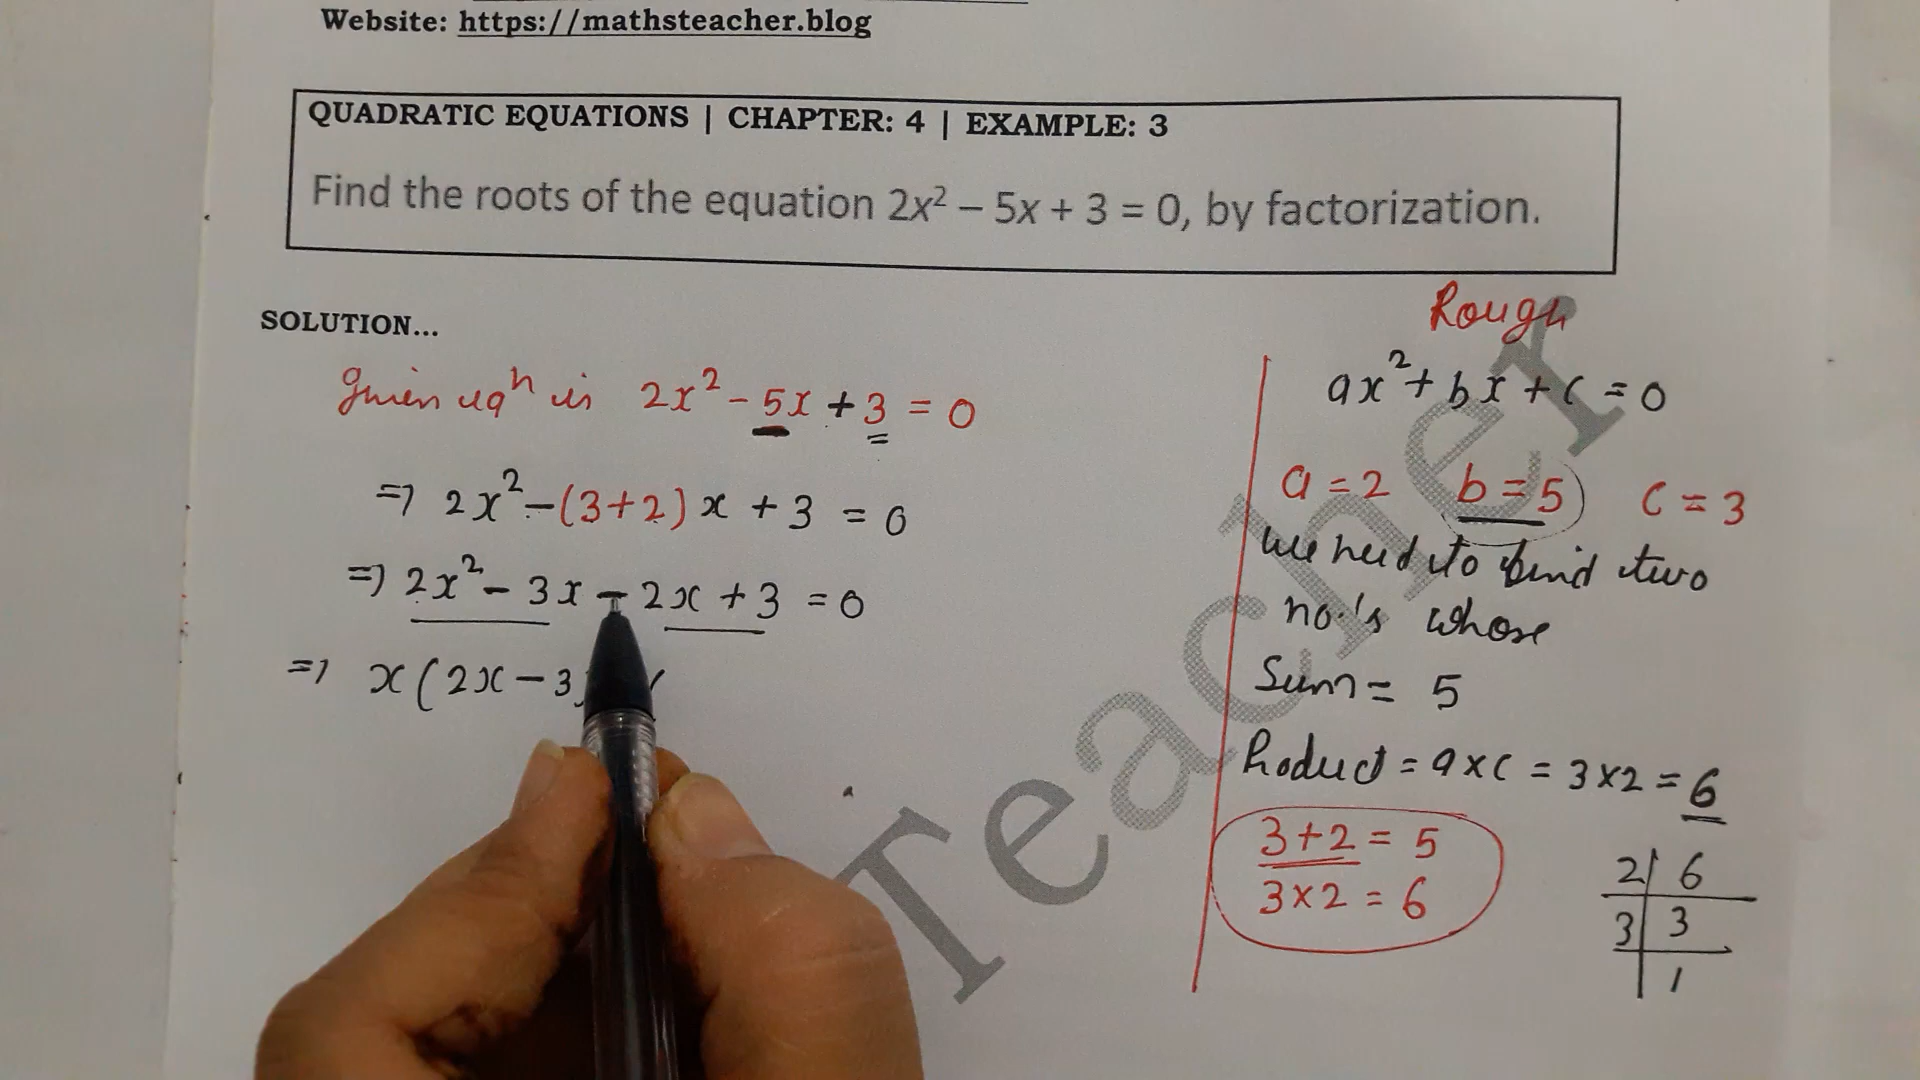 Website: https://mathsteacher.blog
QUADRATIC EQUATIONS | CHAPTER: 4 | EXAMPLE: 3
Find the roots of the equation 2x² – 5x + 3 = 0, by factorization.
SOLUTION...
Given eqⁿ is 2x² - 5x + 3 = 0
=> 2x² - (3+2) x + 3 = 0
=> 2x² - 3x - 2x + 3 = 0
=> x (2x - 3
Rough
ax² + bx + c = 0
a = 2 b = 5 c = 3
we need to find two
no.'s whose
Sum = 5
Product = a x c = 3 x 2 = 6
3 + 2 = 5
3 x 2 = 6
2 | 6
3 | 3
1
Teacher